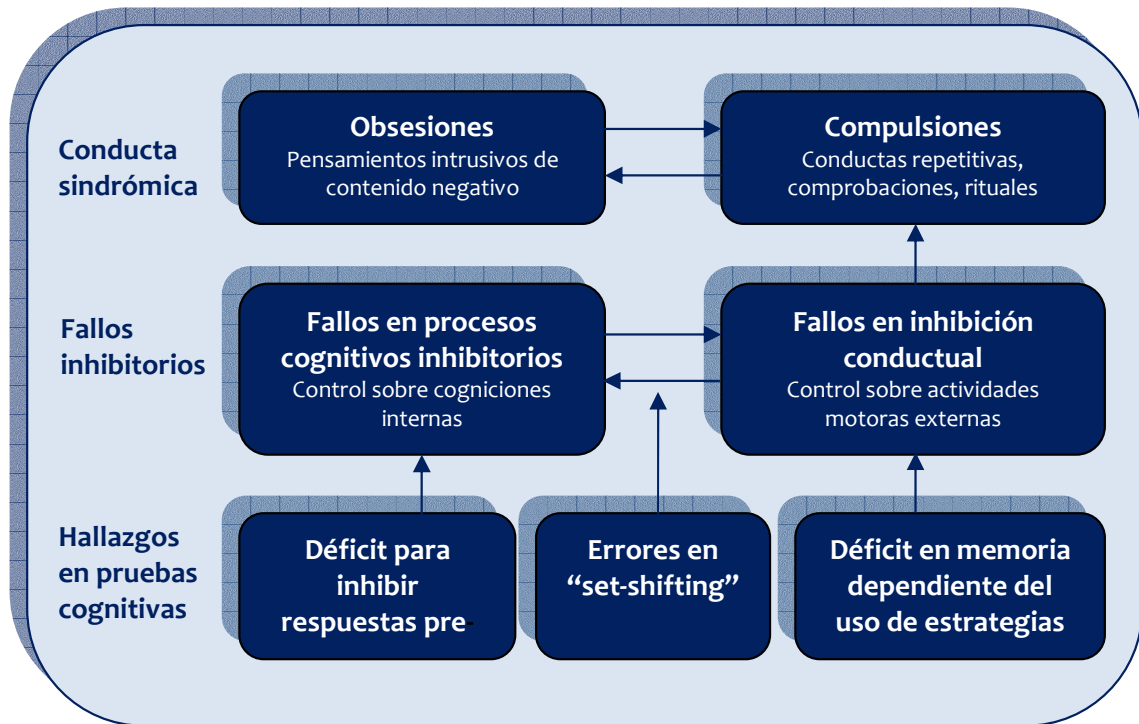 Conducta
sindrómica
Obsesiones
Pensamientos intrusivos de
contenido negativo
Compulsiones
Conductas repetitivas,
comprobaciones, rituales
Fallos
inhibitorios
Fallos en procesos
cognitivos inhibitorios
Control sobre cogniciones
internas
Fallos en inhibición
conductual
Control sobre actividades
motoras externas
Hallazgos
en pruebas
cognitivas
Déficit para
inhibir
respuestas pre-
Errores en
“set-shifting”
Déficit en memoria
dependiente del
uso de estrategias